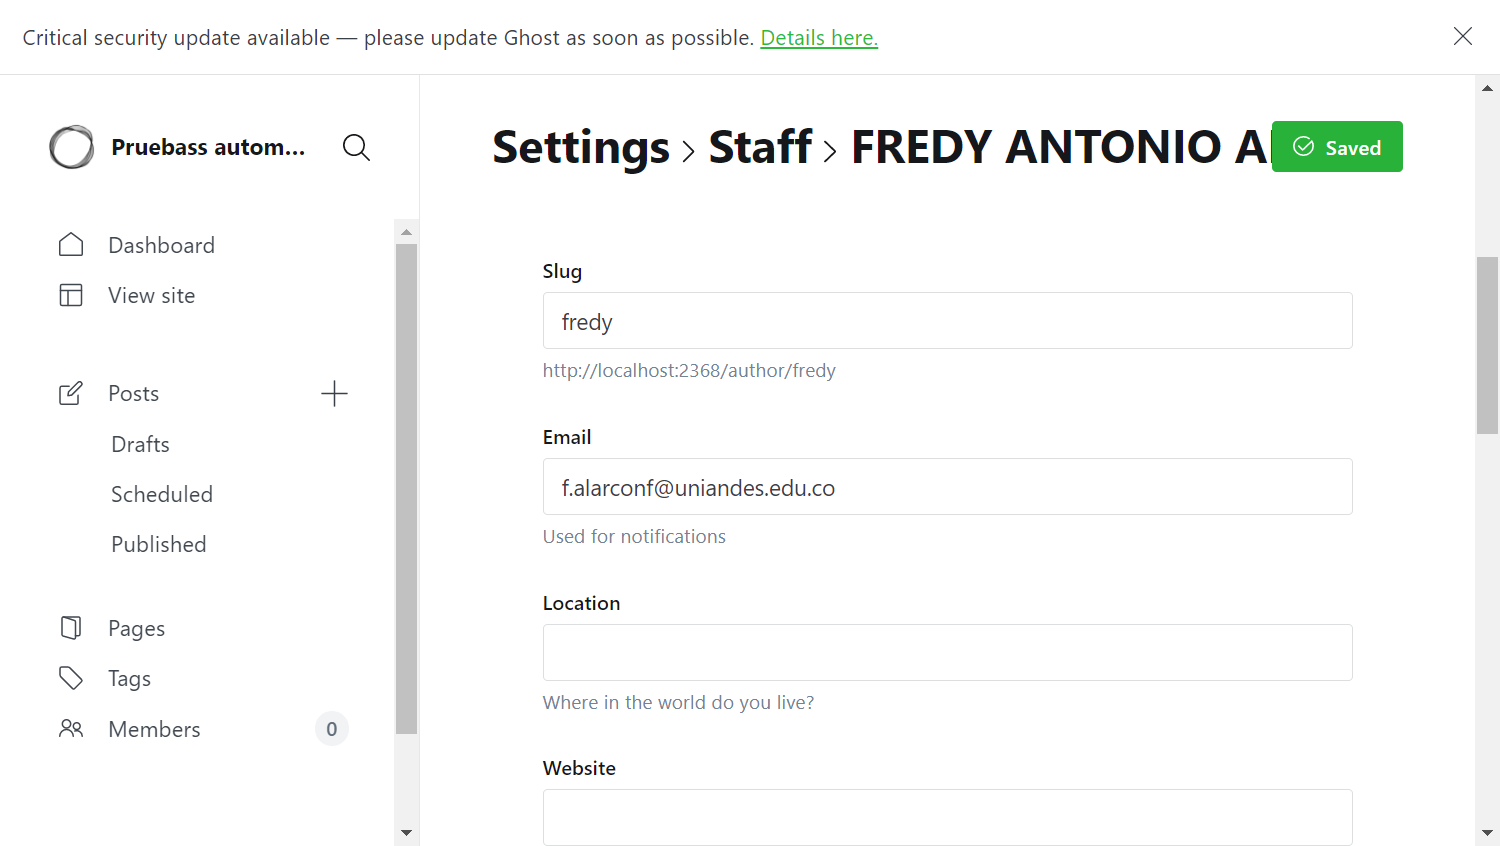 Critical security update available — please update Ghost as soon as possible. Details here.
Pruebass autom...
Settings > Staff > FREDY ANTONIO
Saved
Dashboard
View site
Posts
Drafts
Scheduled
Published
Pages
Tags
Members 0
Slug
fredy
http://localhost:2368/author/fredy
Email
f.alarconf@uniandes.edu.co
Used for notifications
Location
Where in the world do you live?
Website